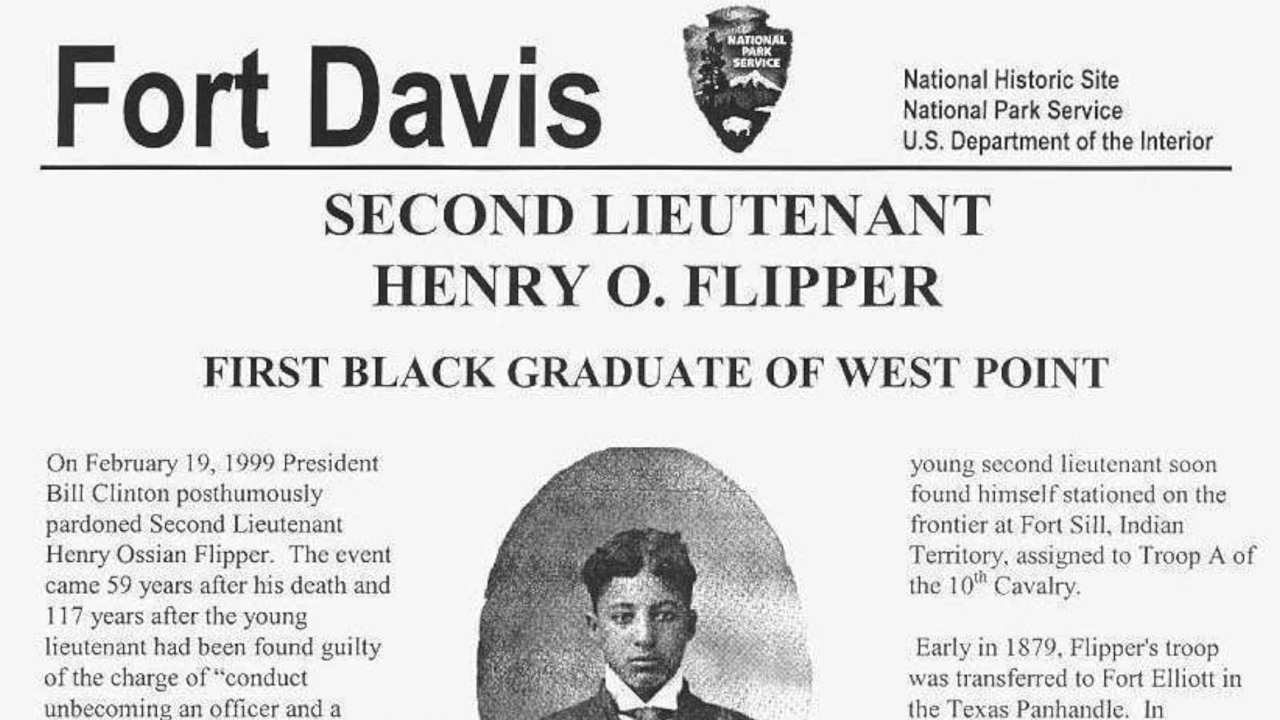 Fort Davis
NATIONAL
PARK
SERVICE
National Historic Site
National Park Service
U.S. Department of the Interior
SECOND LIEUTENANT
HENRY O. FLIPPER
FIRST BLACK GRADUATE OF WEST POINT
On February 19, 1999 President
Bill Clinton posthumously
pardoned Second Lieutenant
Henry Ossian Flipper. The event
came 59 years after his death and
117 years after the young
lieutenant had been found guilty
of the charge of “conduct
unbecoming an officer and a
young second lieutenant soon
found himself stationed on the
frontier at Fort Sill, Indian
Territory, assigned to Troop A of
the 10th Cavalry.
Early in 1879, Flipper's troop
was transferred to Fort Elliott in
the Texas Panhandle. In